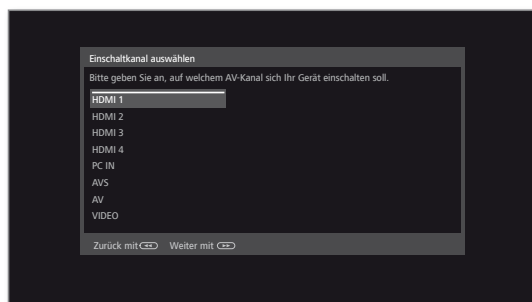 Einschaltkanal auswählen
Bitte geben Sie an, auf welchem AV-Kanal sich Ihr Gerät einschalten soll.
HDMI 1
HDMI 2
HDMI 3
HDMI 4
PC IN
AVS
AV
VIDEO
Zurück mit Weiter mit